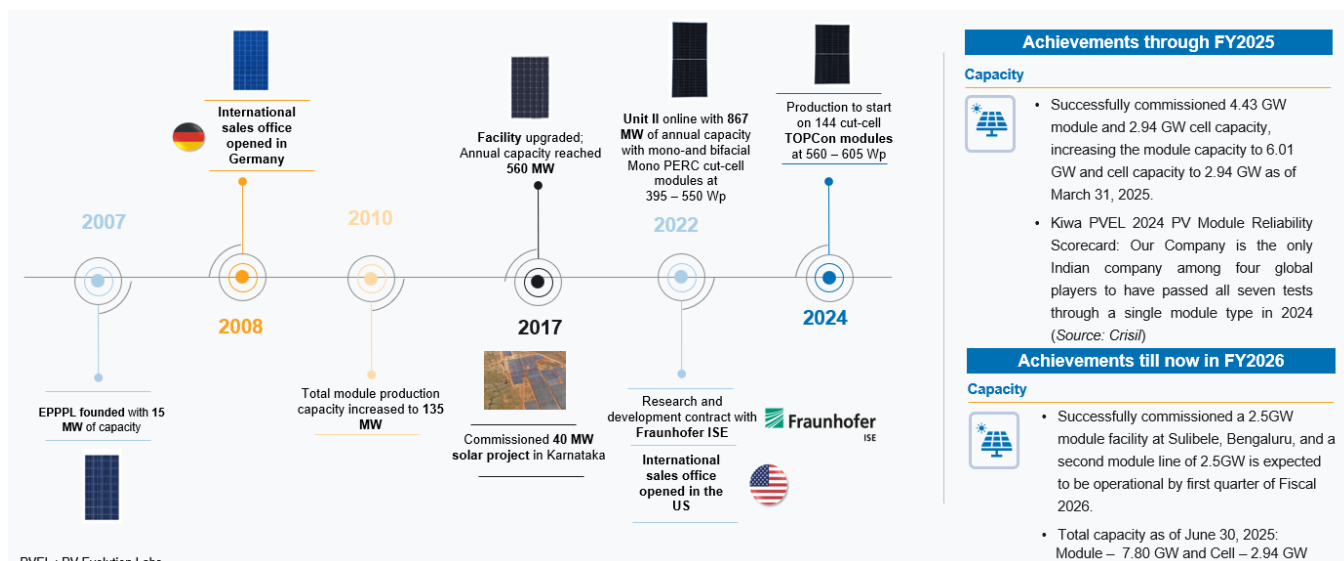 International
sales office
opened in
Germany
Facility upgraded;
Annual capacity reached
560 MW
Unit II online with 867
MW of annual capacity
with mono-and bifacial
Mono PERC cut-cell
modules at
395 – 550 Wp
Production to start
on 144 cut-cell
TOPCon modules
at 560 – 605 Wp
2007
2010
2022
2008
2017
2024
EPPPL founded with 15
MW of capacity
Total module production
capacity increased to 135
MW
Commissioned 40 MW
solar project in Karnataka
Research and
development contract with
Fraunhofer ISE
Fraunhofer
ISE
International
sales office
opened in the
US
PVEL : PV Evolution Labs
Achievements through FY2025
Capacity
• Successfully commissioned 4.43 GW
module and 2.94 GW cell capacity,
increasing the module capacity to 6.01
GW and cell capacity to 2.94 GW as of
March 31, 2025.
• Kiwa PVEL 2024 PV Module Reliability
Scorecard: Our Company is the only
Indian company among four global
players to have passed all seven tests
through a single module type in 2024
(Source: Crisil)
Achievements till now in FY2026
Capacity
• Successfully commissioned a 2.5GW
module facility at Sulibele, Bengaluru, and a
second module line of 2.5GW is expected
to be operational by first quarter of Fiscal
2026.
• Total capacity as of June 30, 2025:
Module – 7.80 GW and Cell – 2.94 GW